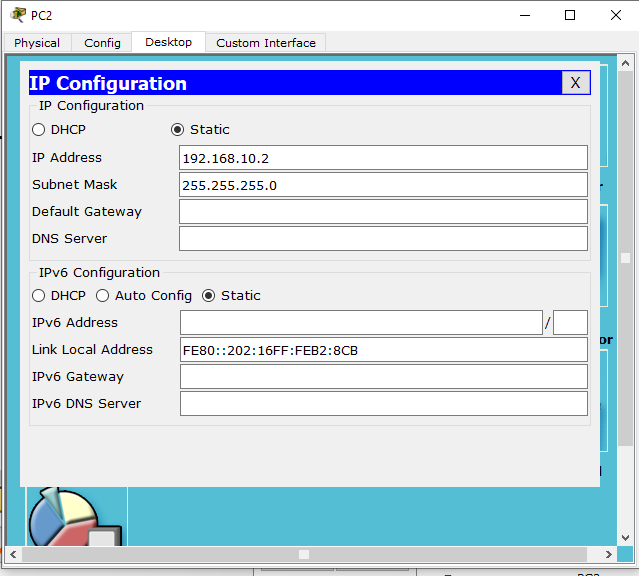 PC2
Physical Config Desktop Custom Interface
IP Configuration X
IP Configuration
DHCP Static
IP Address 192.168.10.2
Subnet Mask 255.255.255.0
Default Gateway
DNS Server
IPv6 Configuration
DHCP Auto Config Static
IPv6 Address /
Link Local Address FE80::202:16FF:FEB2:8CB
IPv6 Gateway
IPv6 DNS Server